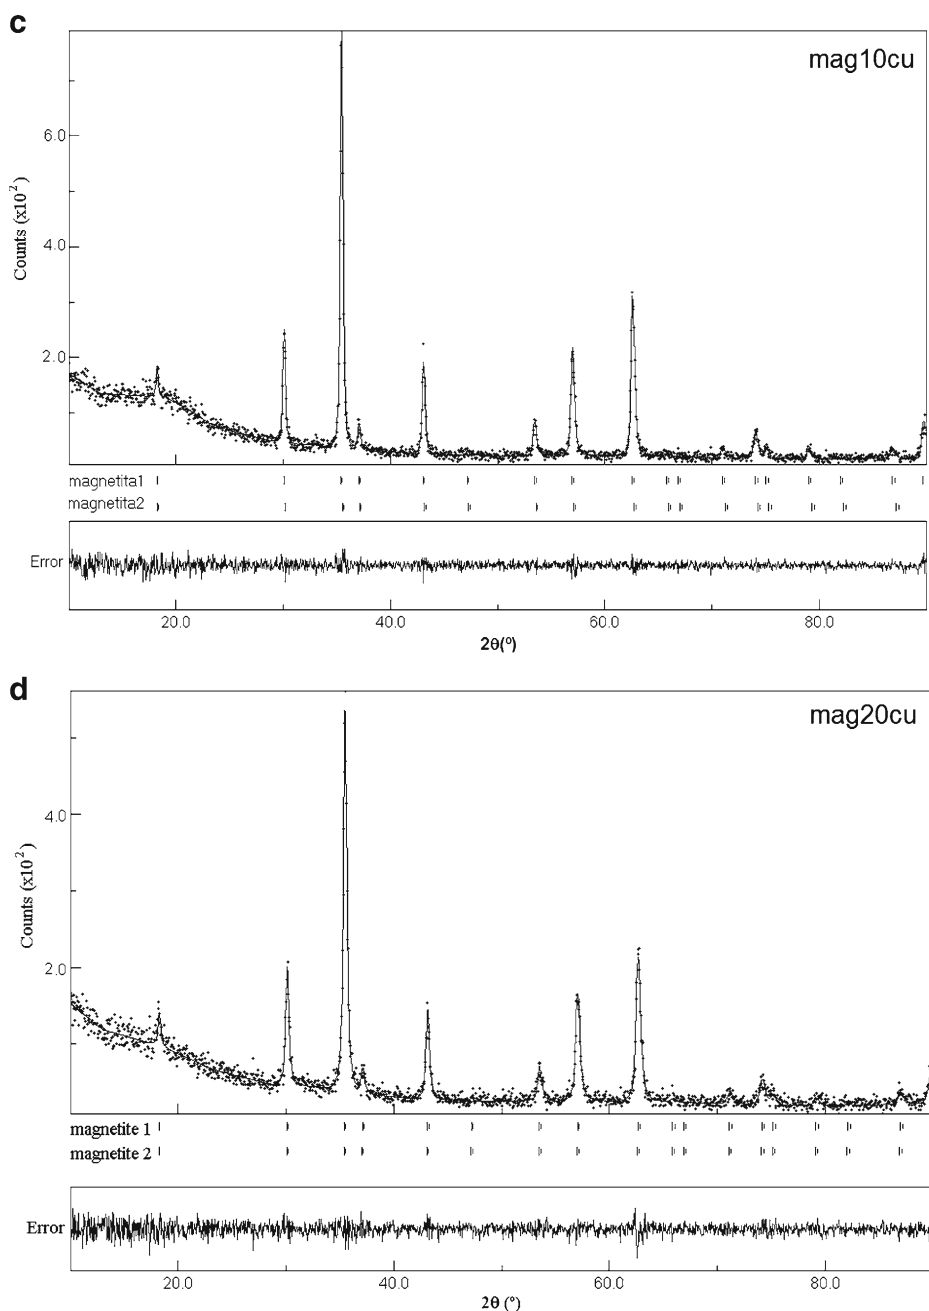 c
mag10cu
6.0
Counts (x10²)
4.0
2.0
magnetita1
magnetita2
Error
20.0 40.0 60.0 80.0
2θ(º)
d
mag20cu
4.0
Counts (x10²)
2.0
magnetite 1
magnetite 2
Error
20.0 40.0 60.0 80.0
2θ (º)